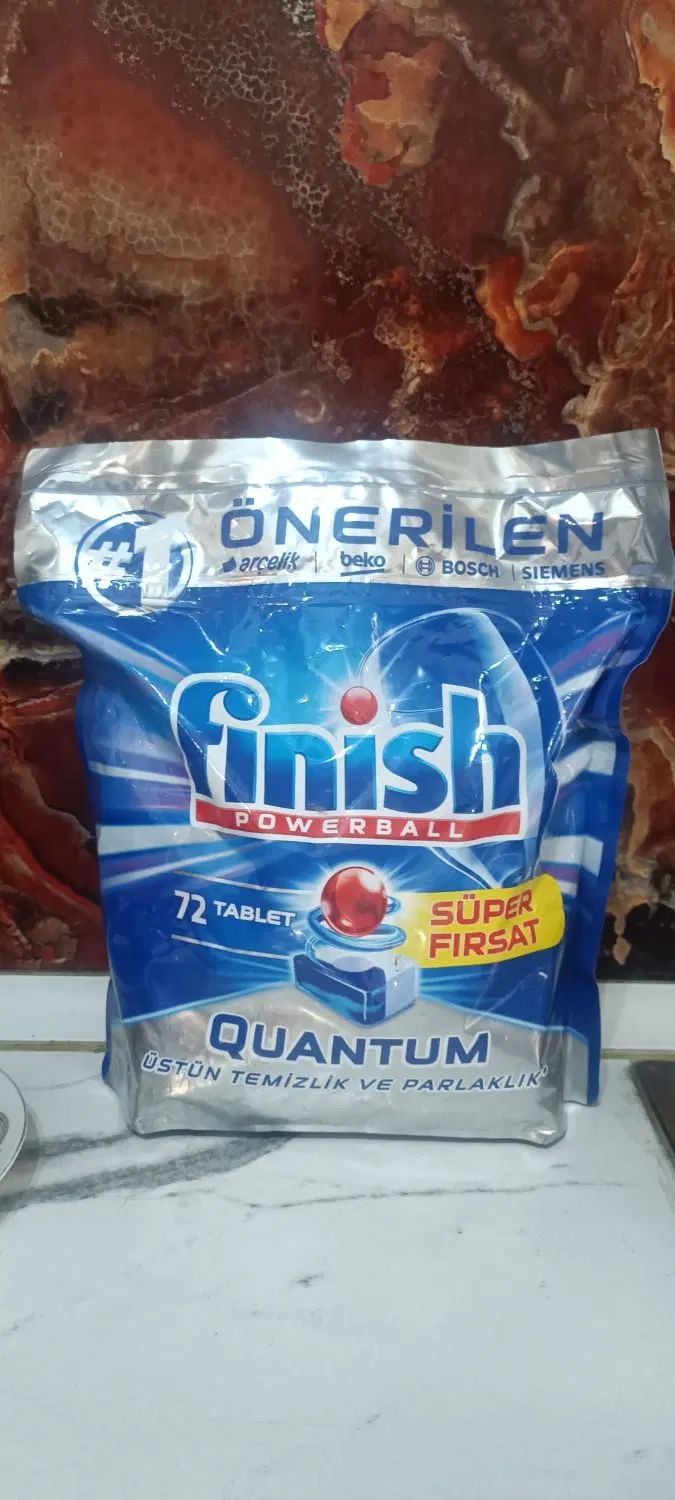 #1 ÖNERİLEN
arçelik | beko | BOSCH | SIEMENS
finish
POWERBALL
72 TABLET
SÜPER
FIRSAT
QUANTUM
ÜSTÜN TEMİZLİK VE PARLAKLIK*